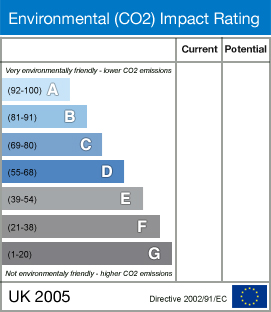 Environmental (CO2) Impact Rating
Current Potential
Very environmentally friendly - lower CO2 emissions
(92-100) A
(81-91) B
(69-80) C
(55-68) D
(39-54) E
(21-38) F
(1-20) G
Not environmentaly friendly - higher CO2 emissions
UK 2005 Directive 2002/91/EC